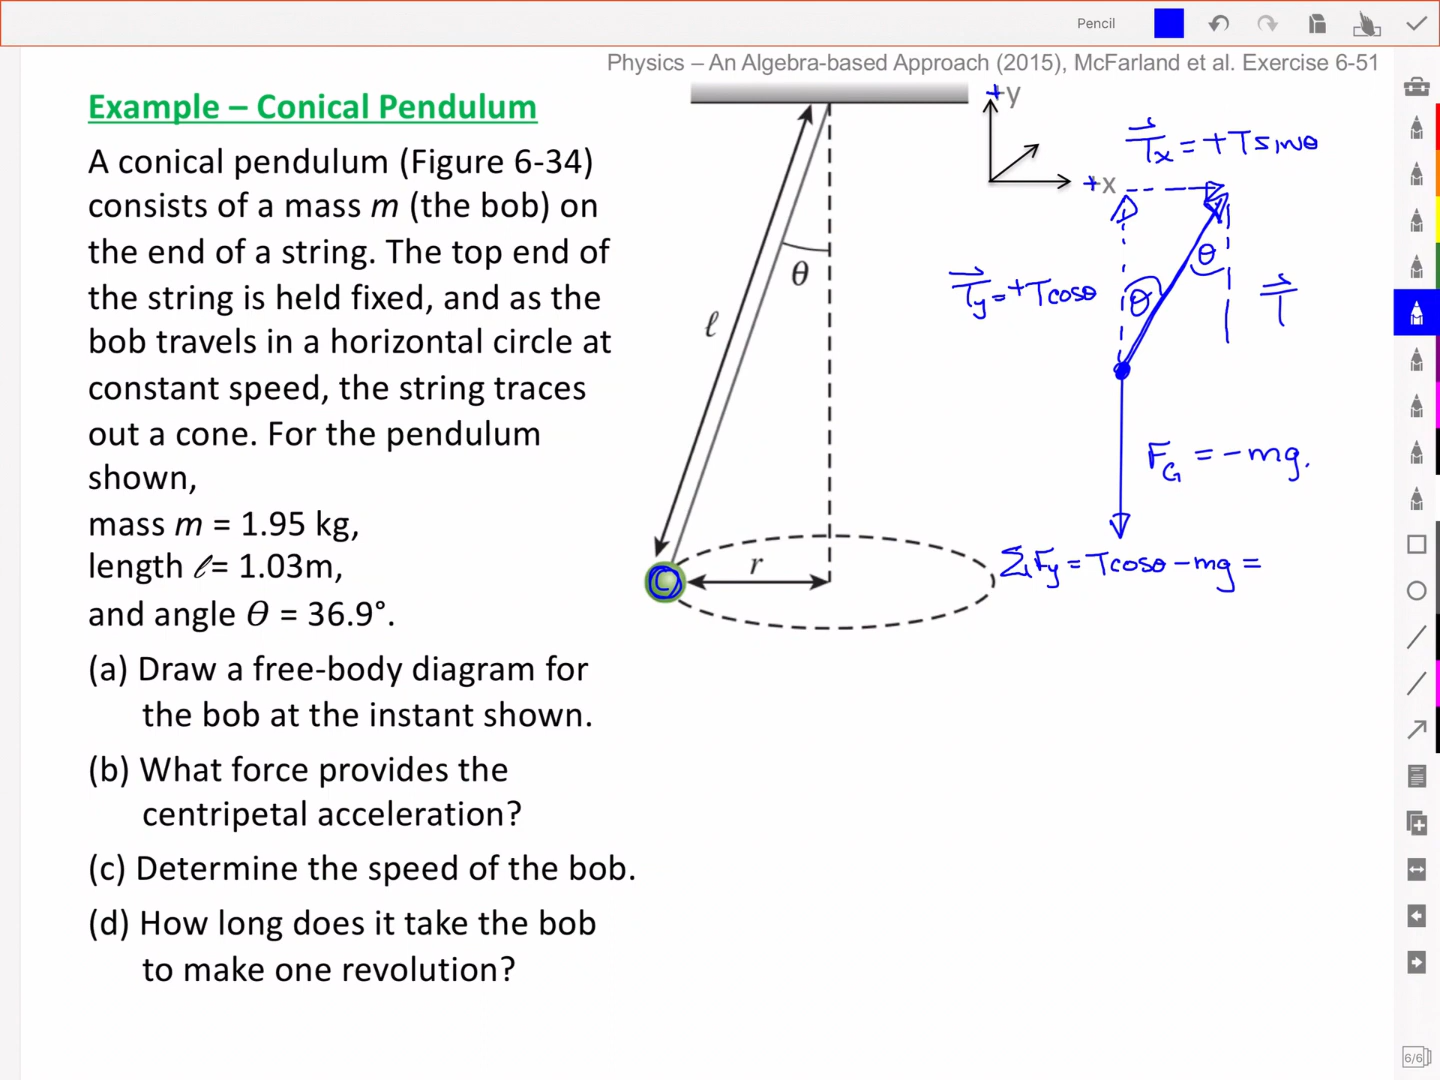 Pencil
Physics – An Algebra-based Approach (2015), McFarland et al. Exercise 6-51
Example – Conical Pendulum
A conical pendulum (Figure 6-34)
consists of a mass m (the bob) on
the end of a string. The top end of
the string is held fixed, and as the
bob travels in a horizontal circle at
constant speed, the string traces
out a cone. For the pendulum
shown,
mass m = 1.95 kg,
length ℓ= 1.03m,
and angle θ = 36.9°.
(a) Draw a free-body diagram for
the bob at the instant shown.
(b) What force provides the
centripetal acceleration?
(c) Determine the speed of the bob.
(d) How long does it take the bob
to make one revolution?
θ
ℓ
r
+y
+x
T⃗x = +Tsinθ
θ
T⃗y = +Tcosθ
θ
T⃗
FG = -mg.
ΣFy = Tcosθ - mg =
6/6